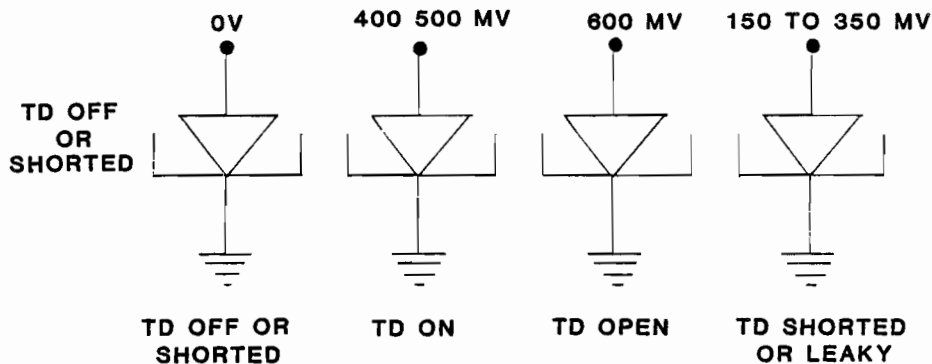 0V
400 500 MV
600 MV
150 TO 350 MV
TD OFF
OR
SHORTED
TD OFF OR
SHORTED
TD ON
TD OPEN
TD SHORTED
OR LEAKY